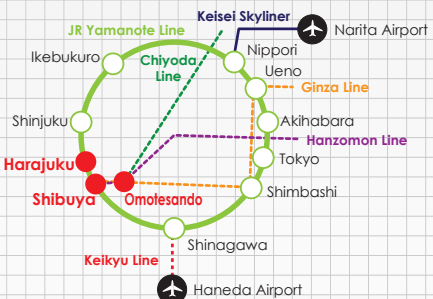 Keisei Skyliner
JR Yamanote Line
Narita Airport
Ikebukuro
Chiyoda
Line
Nippori
Ueno
Ginza Line
Shinjuku
Akihabara
Hanzomon Line
Harajuku
Tokyo
Shibuya
Omotesando
Shimbashi
Shinagawa
Keikyu Line
Haneda Airport